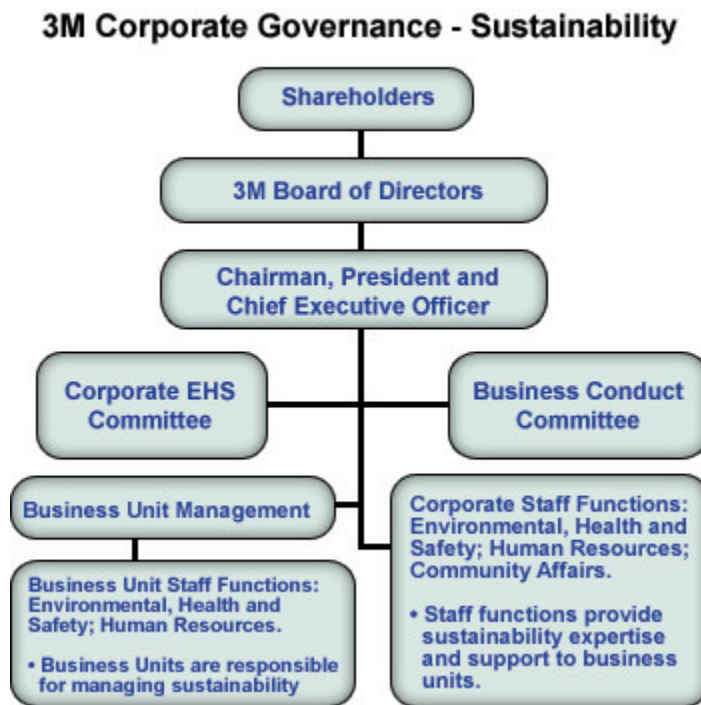 3M Corporate Governance - Sustainability
Shareholders
3M Board of Directors
Chairman, President and
Chief Executive Officer
Corporate EHS
Committee
Business Conduct
Committee
Business Unit Management
Business Unit Staff Functions:
Environmental, Health and
Safety; Human Resources.
• Business Units are responsible
for managing sustainability
Corporate Staff Functions:
Environmental, Health and
Safety; Human Resources;
Community Affairs.
• Staff functions provide
sustainability expertise
and support to business
units.